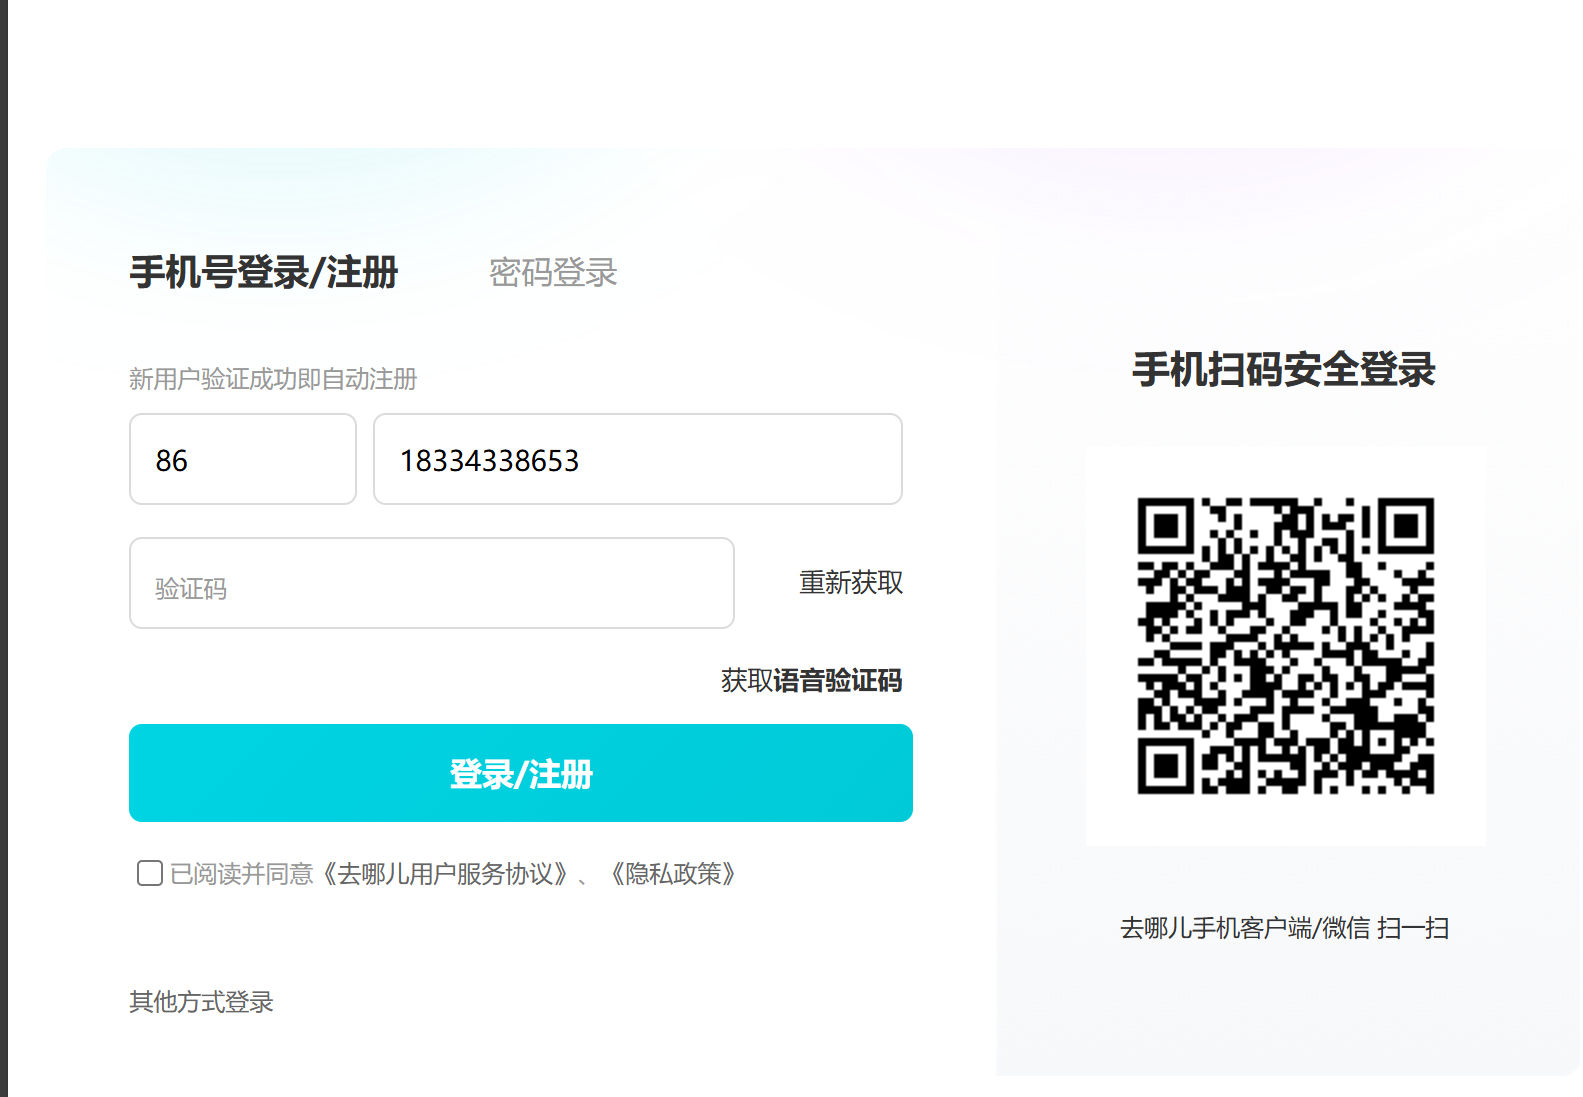 手机号登录/注册
密码登录
新用户验证成功即自动注册
86
18334338653
验证码
重新获取
获取语音验证码
登录/注册
已阅读并同意《去哪儿用户服务协议》、《隐私政策》
其他方式登录
手机扫码安全登录
去哪儿手机客户端/微信 扫一扫